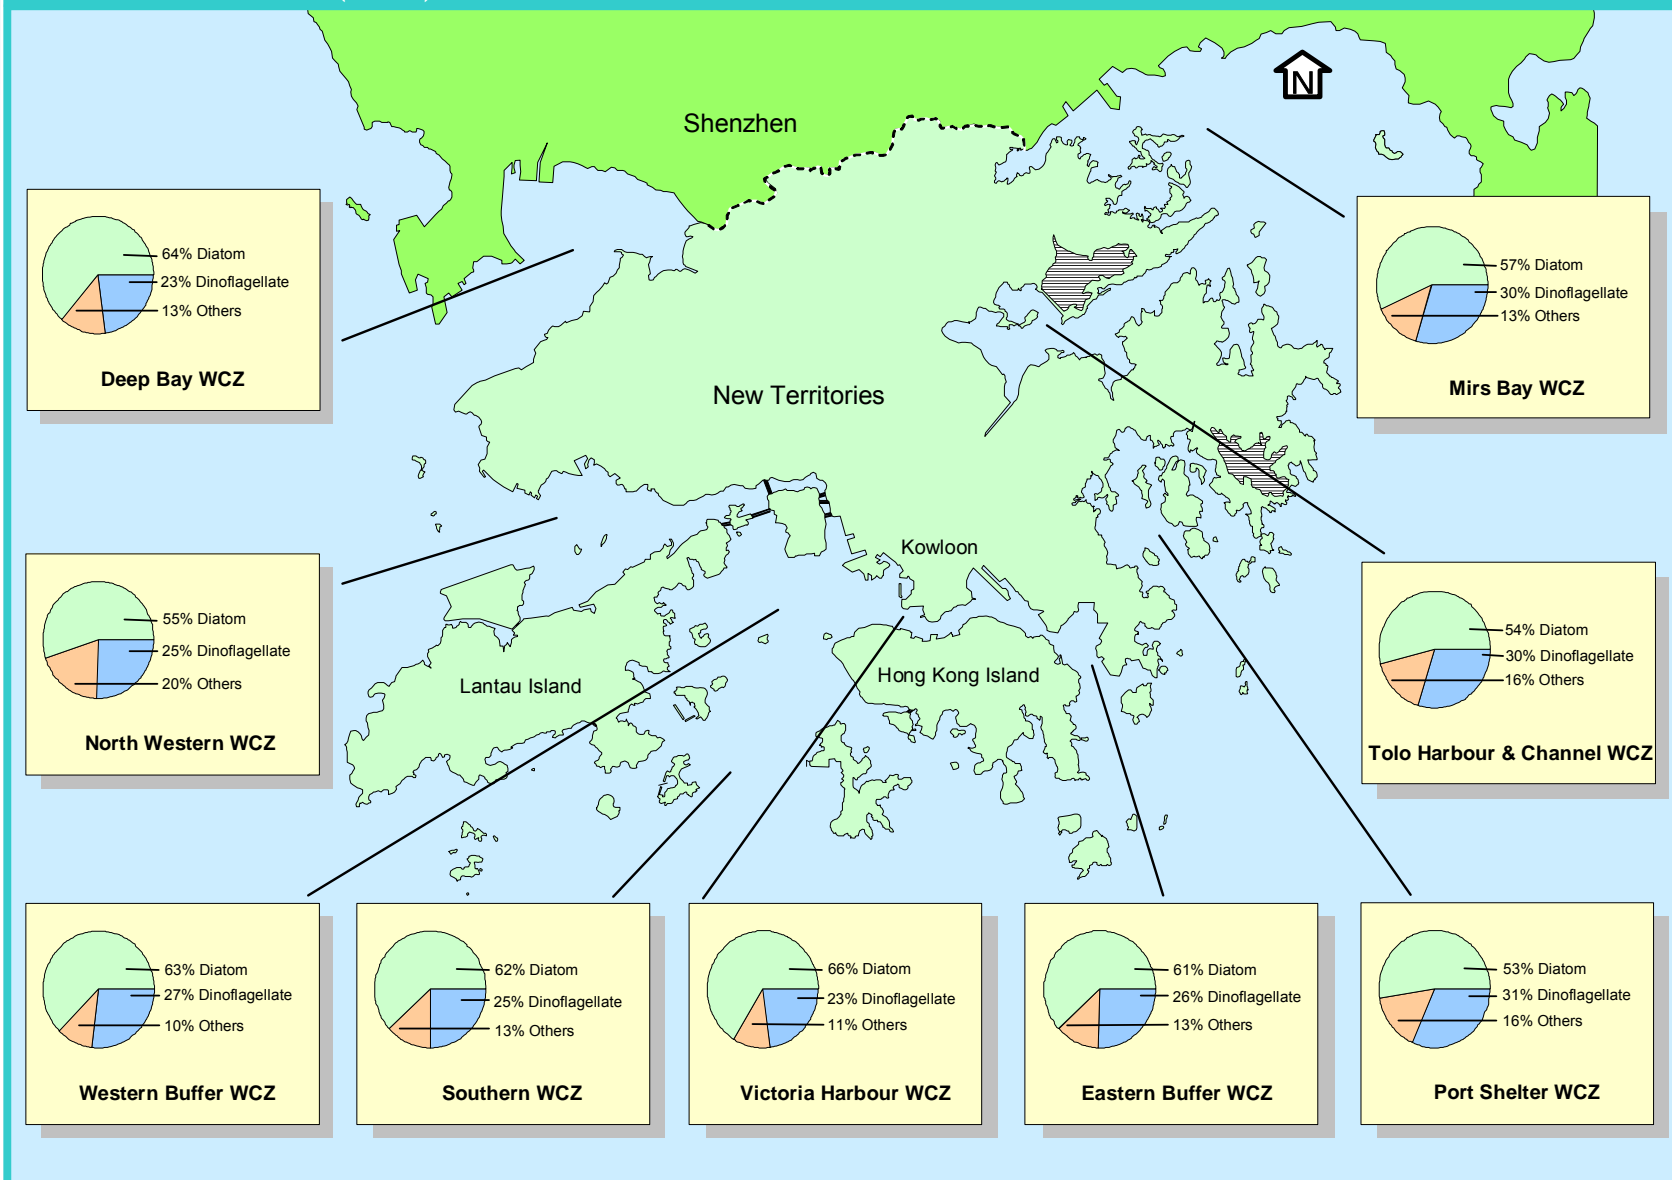 Shenzhen
N
64% Diatom
23% Dinoflagellate
13% Others
Deep Bay WCZ
57% Diatom
30% Dinoflagellate
13% Others
Mirs Bay WCZ
New Territories
Kowloon
55% Diatom
25% Dinoflagellate
20% Others
North Western WCZ
Lantau Island
Hong Kong Island
54% Diatom
30% Dinoflagellate
16% Others
Tolo Harbour & Channel WCZ
63% Diatom
27% Dinoflagellate
10% Others
Western Buffer WCZ
62% Diatom
25% Dinoflagellate
13% Others
Southern WCZ
66% Diatom
23% Dinoflagellate
11% Others
Victoria Harbour WCZ
61% Diatom
26% Dinoflagellate
13% Others
Eastern Buffer WCZ
53% Diatom
31% Dinoflagellate
16% Others
Port Shelter WCZ